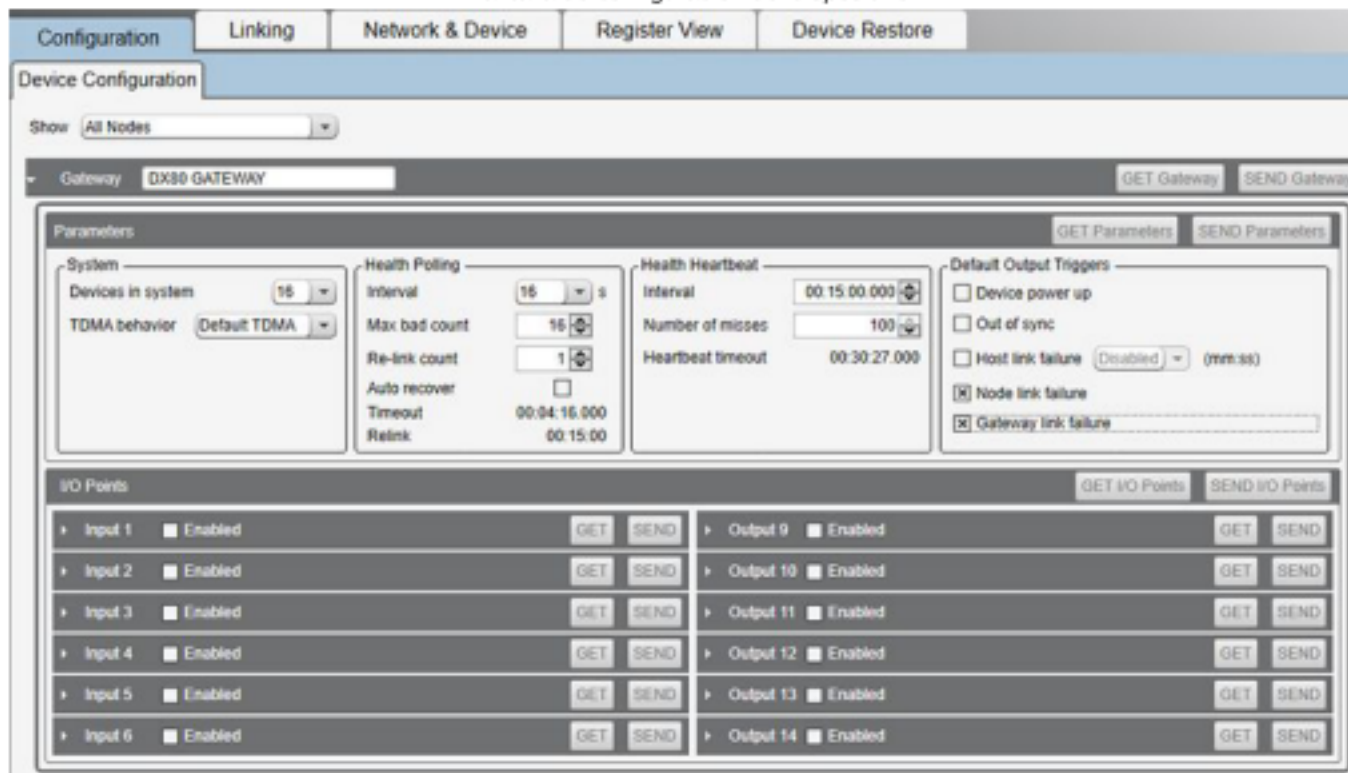 Configuration Linking Network & Device Register View Device Restore
Device Configuration
Show All Nodes
Gateway DX80 GATEWAY GET Gateway SEND Gateway
Parameters GET Parameters SEND Parameters
System Health Polling Health Heartbeat Default Output Triggers
Devices in system 16 Interval 16 s Interval 00:15:00.000 Device power up
TDMA behavior Default TDMA Max bad count 16 Number of misses 100 Out of sync
Re-link count 1 Heartbeat timeout 00:30:27.000 Host link failure Disabled (mm:ss)
Auto recover Node link failure
Timeout 00:04:16.000 Gateway link failure
Relink 00:15:00
I/O Points GET I/O Points SEND I/O Points
Input 1 Enabled GET SEND Output 9 Enabled GET SEND
Input 2 Enabled GET SEND Output 10 Enabled GET SEND
Input 3 Enabled GET SEND Output 11 Enabled GET SEND
Input 4 Enabled GET SEND Output 12 Enabled GET SEND
Input 5 Enabled GET SEND Output 13 Enabled GET SEND
Input 6 Enabled GET SEND Output 14 Enabled GET SEND